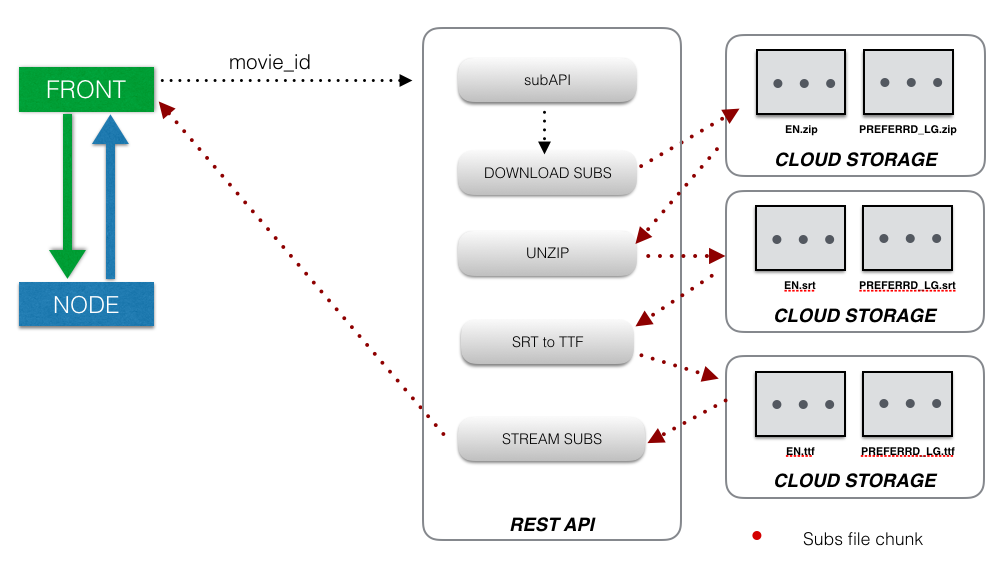 movie_id
FRONT
NODE
subAPI
DOWNLOAD SUBS
UNZIP
SRT to TTF
STREAM SUBS
REST API
EN.zip PREFERRD_LG.zip
CLOUD STORAGE
EN.srt PREFERRD_LG.srt
CLOUD STORAGE
EN.ttf PREFERRD_LG.ttf
CLOUD STORAGE
Subs file chunk